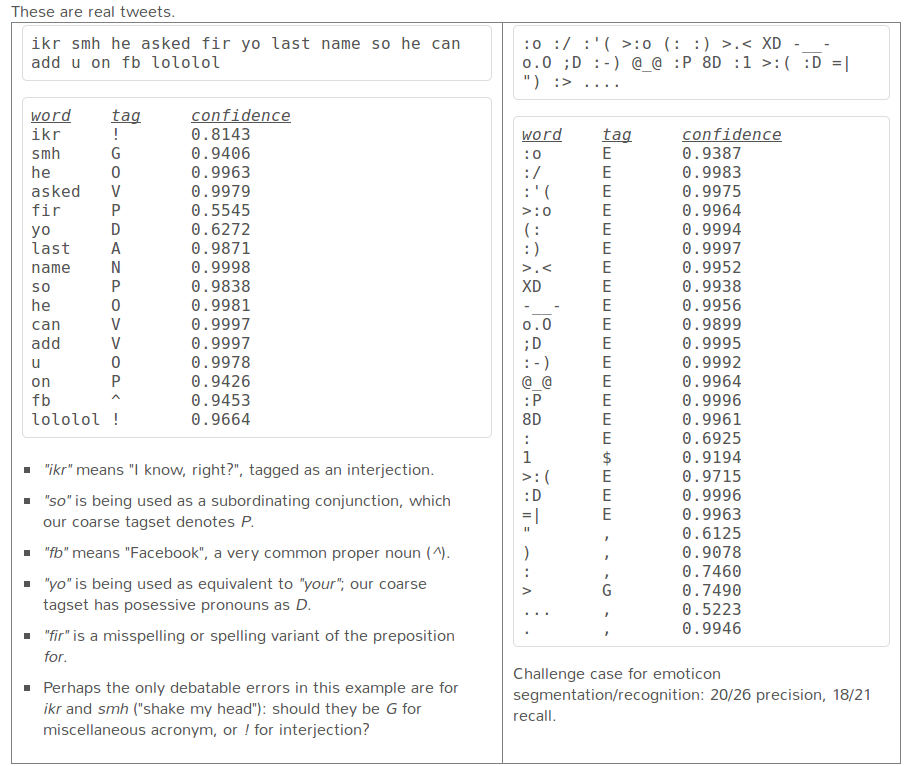 These are real tweets.
ikr smh he asked fir yo last name so he can
add u on fb lololol
word tag confidence
ikr ! 0.8143
smh G 0.9406
he O 0.9963
asked V 0.9979
fir P 0.5545
yo D 0.6272
last A 0.9871
name N 0.9998
so P 0.9838
he O 0.9981
can V 0.9997
add V 0.9997
u O 0.9978
on P 0.9426
fb ^ 0.9453
lololol ! 0.9664
"ikr" means "I know, right?", tagged as an interjection.
"so" is being used as a subordinating conjunction, which
our coarse tagset denotes P.
"fb" means "Facebook", a very common proper noun (^).
"yo" is being used as equivalent to "your"; our coarse
tagset has posessive pronouns as D.
"fir" is a misspelling or spelling variant of the preposition
for.
Perhaps the only debatable errors in this example are for
ikr and smh ("shake my head"): should they be G for
miscellaneous acronym, or ! for interjection?
:o :/ :'( >:o (: :) >.< XD -__-
o.O ;D :-) @_@ :P 8D :1 >:( :D =|
") :> ....
word tag confidence
:o E 0.9387
:/ E 0.9983
:'( E 0.9975
>:o E 0.9964
(: E 0.9994
:) E 0.9997
>.< E 0.9952
XD E 0.9938
-__- E 0.9956
o.O E 0.9899
;D E 0.9995
:-) E 0.9992
@_@ E 0.9964
:P E 0.9996
8D E 0.9961
: E 0.6925
1 $ 0.9194
>:( E 0.9715
:D E 0.9996
=| E 0.9963
" , 0.6125
) , 0.9078
: , 0.7460
> G 0.7490
... , 0.5223
. , 0.9946
Challenge case for emoticon
segmentation/recognition: 20/26 precision, 18/21
recall.